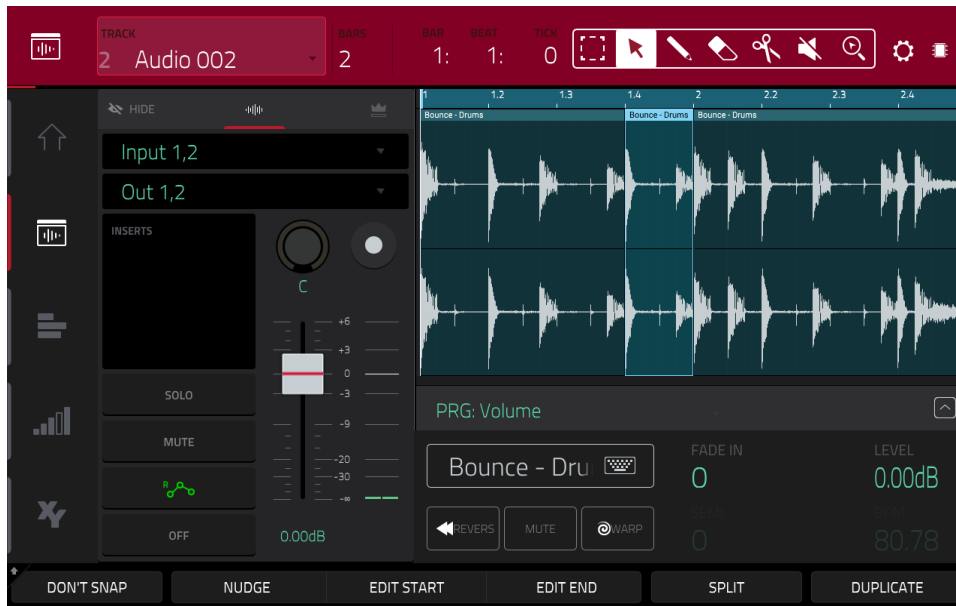 TRACK BARS BAR BEAT TICK
2 Audio 002 2 1: 1: 0
HIDE
1 1.2 1.3 1.4 2 2.2 2.3 2.4
Bounce - Drums Bounce - Drums Bounce - Drums
Input 1,2
Out 1,2
INSERTS
C
+6
+3
0
-3
-9
-20
-30
-∞
SOLO
MUTE
R
OFF
0.00dB
PRG: Volume
Bounce - Dru
FADE IN LEVEL
0 0.00dB
REVERS MUTE WARP
SEMI BPM
0 80.78
XY
DON'T SNAP NUDGE EDIT START EDIT END SPLIT DUPLICATE